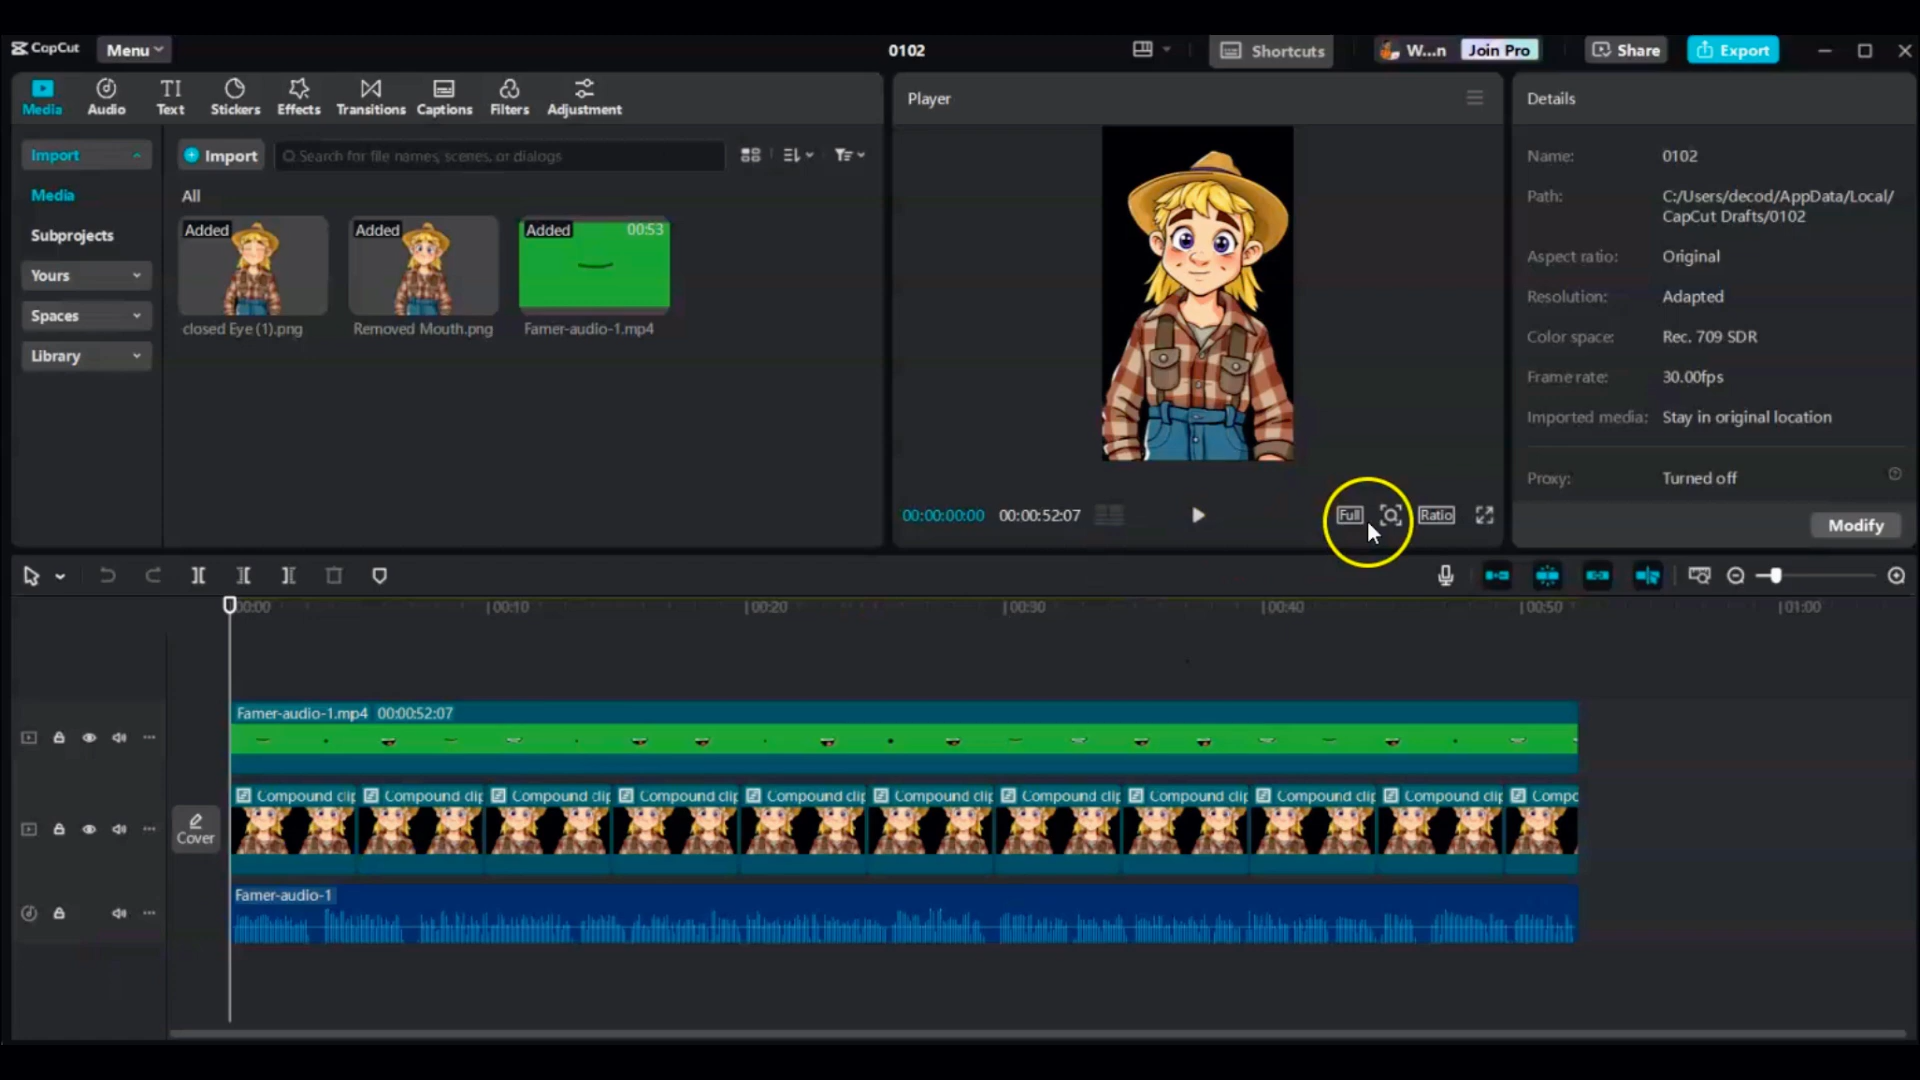 CapCut
Menu
0102
Shortcuts
W...n
Join Pro
Share
Export
Media
Audio
Text
Stickers
Effects
Transitions
Captions
Filters
Adjustment
Import
Media
Subprojects
Yours
Spaces
Library
Import
Search for file names, scenes, or dialogs
All
Added
closed Eye (1).png
Added
Removed Mouth.png
Added 00:53
Famer-audio-1.mp4
Player
00:00:00:00 00:00:52:07
Full
Ratio
Details
Name: 0102
Path: C:/Users/decod/AppData/Local/
CapCut Drafts/0102
Aspect ratio: Original
Resolution: Adapted
Color space: Rec. 709 SDR
Frame rate: 30.00fps
Imported media: Stay in original location
Proxy: Turned off
Modify
00:00 00:10 00:20 00:30 00:40 00:50 01:00
Famer-audio-1.mp4 00:00:52:07
Cover
Compound clip Compound clip Compound clip Compound clip Compound clip Compound clip Compound clip Compound clip Compound clip Compound clip Compo
Famer-audio-1